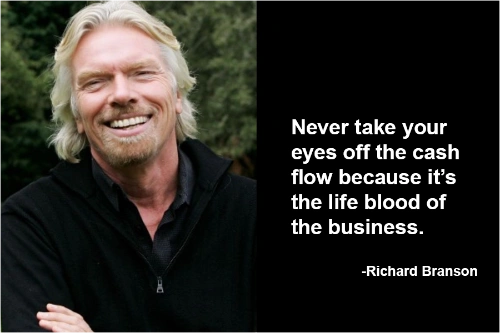 Never take your
eyes off the cash
flow because it’s
the life blood of
the business.
-Richard Branson